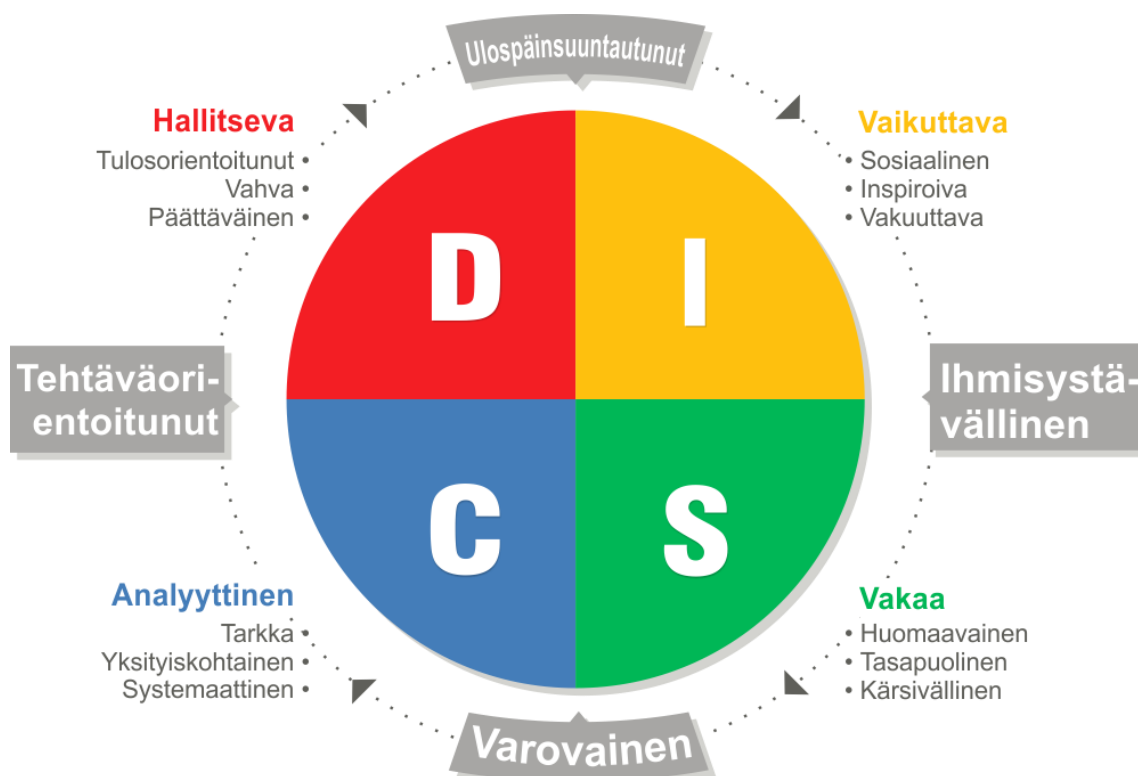 Ulospäinsuuntautunut
Hallitseva
Tulosorientoitunut •
Vahva •
Päättäväinen •
Vaikuttava
• Sosiaalinen
• Inspiroiva
• Vakuuttava
D
I
Tehtäväori-
entoitunut
Ihmisystä-
vällinen
C
S
Analyyttinen
Tarkka •
Yksityiskohtainen •
Systemaattinen •
Vakaa
• Huomaavainen
• Tasapuolinen
• Kärsivällinen
Varovainen